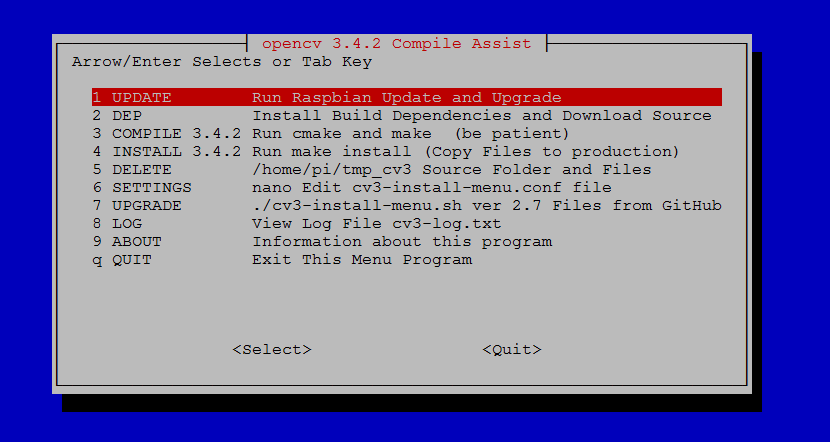 opencv 3.4.2 Compile Assist
Arrow/Enter Selects or Tab Key
1 UPDATE Run Raspbian Update and Upgrade
2 DEP Install Build Dependencies and Download Source
3 COMPILE 3.4.2 Run cmake and make (be patient)
4 INSTALL 3.4.2 Run make install (Copy Files to production)
5 DELETE /home/pi/tmp_cv3 Source Folder and Files
6 SETTINGS nano Edit cv3-install-menu.conf file
7 UPGRADE ./cv3-install-menu.sh ver 2.7 Files from GitHub
8 LOG View Log File cv3-log.txt
9 ABOUT Information about this program
q QUIT Exit This Menu Program
<Select> <Quit>